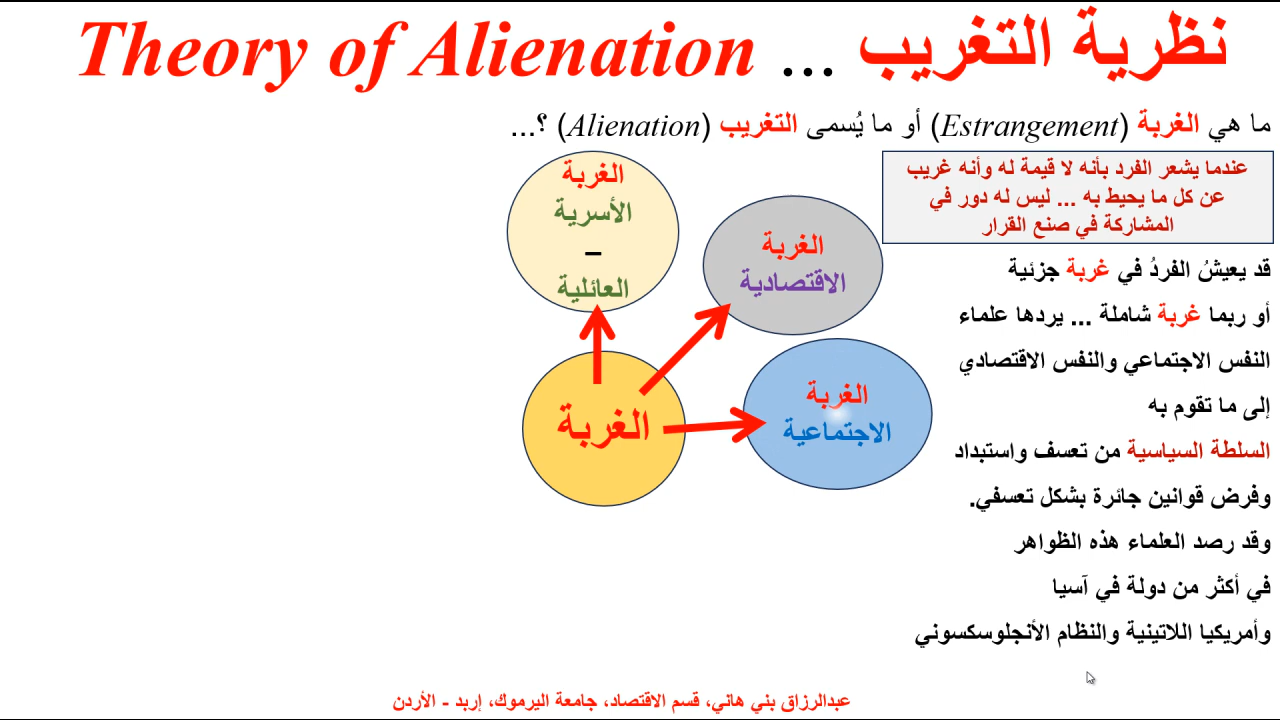 نظرية التغريب ... Theory of Alienation
ما هي الغربة (Estrangement) أو ما يُسمى التغريب (Alienation) ؟...
عندما يشعر الفرد بأنه لا قيمة له وأنه غريب
عن كل ما يحيط به ... ليس له دور في
المشاركة في صنع القرار
قد يعيشُ الفردُ في غربة جزئية
أو ربما غربة شاملة ... يردها علماء
النفس الاجتماعي والنفس الاقتصادي
إلى ما تقوم به
السلطة السياسية من تعسف واستبداد
وفرض قوانين جائرة بشكل تعسفي.
وقد رصد العلماء هذه الظواهر
في أكثر من دولة في آسيا
وأمريكيا اللاتينية والنظام الأنجلوسكسوني
الغربة
الأسرية
–
العائلية
الغربة
الاقتصادية
الغربة
الاجتماعية
الغربة
عبدالرزاق بني هاني، قسم الاقتصاد، جامعة اليرموك، إربد - الأردن